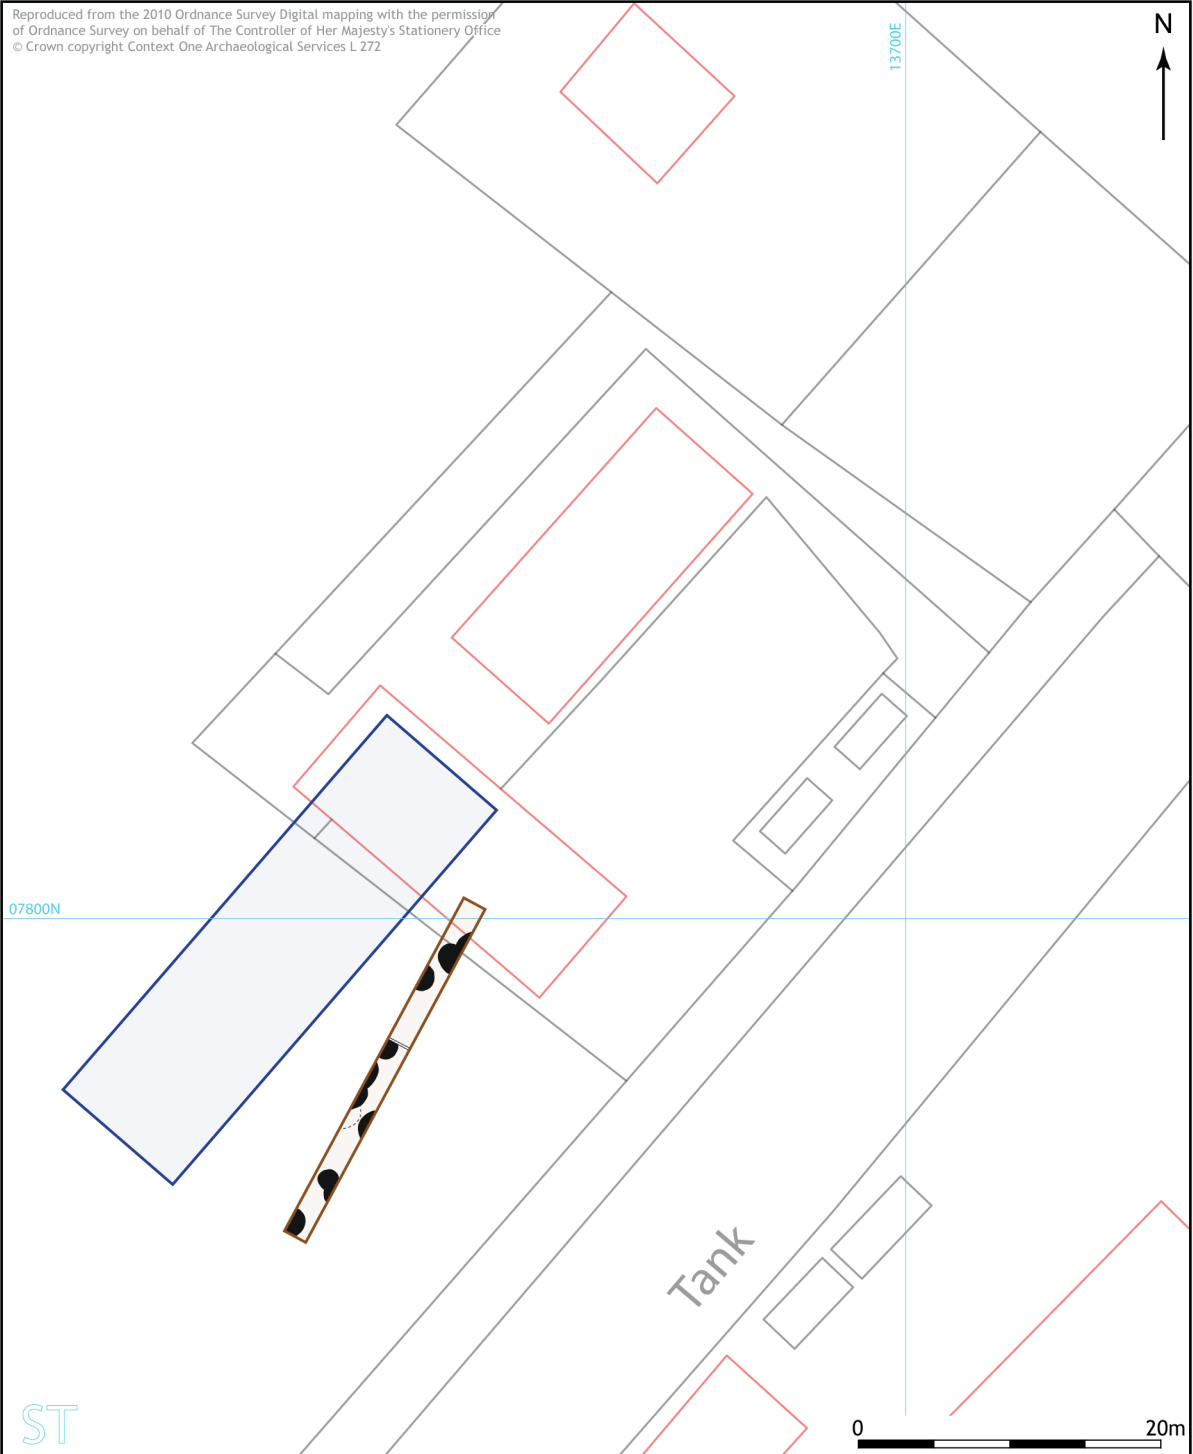 Reproduced from the 2010 Ordnance Survey Digital mapping with the permission
of Ordnance Survey on behalf of The Controller of Her Majesty's Stationery Office
© Crown copyright Context One Archaeological Services L 272
N
13700E
07800N
Tank
ST
0 20m